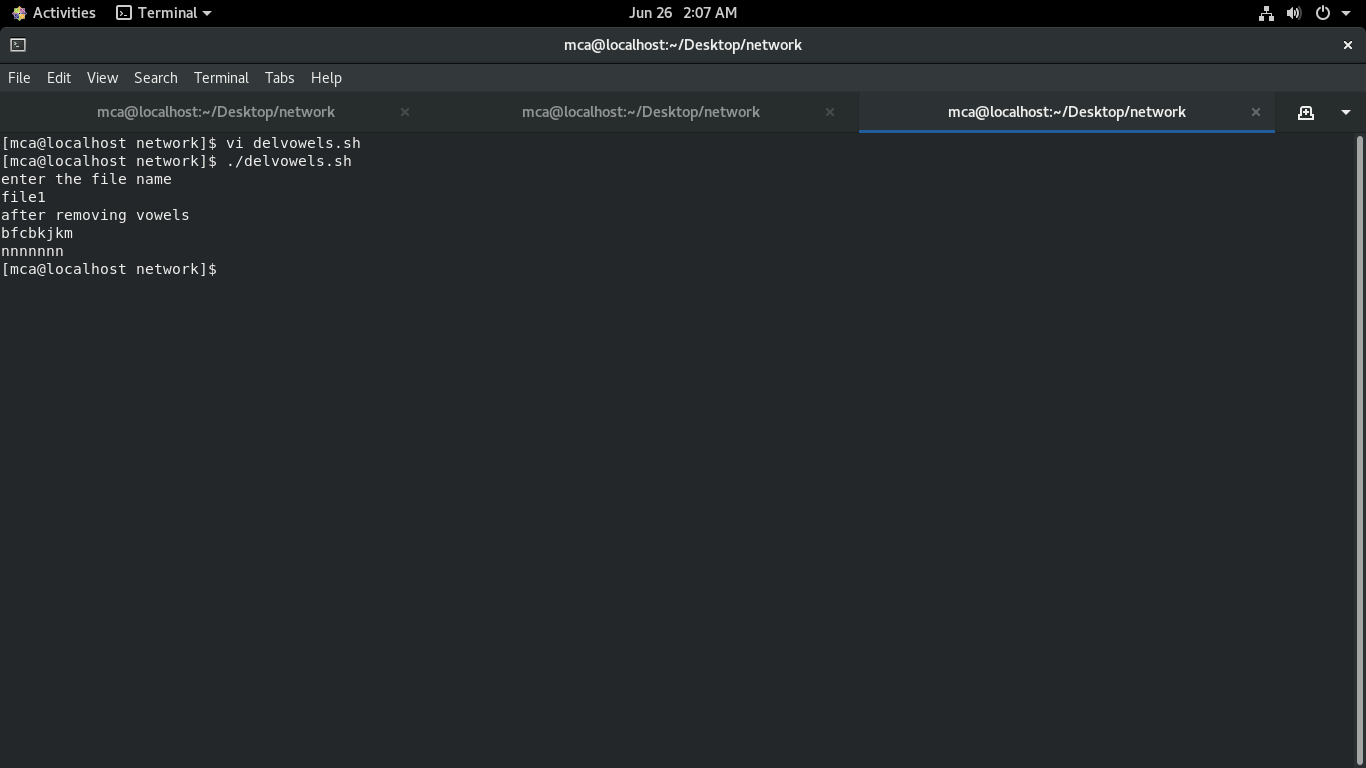 Activities Terminal Jun 26 2:07 AM
mca@localhost:~/Desktop/network
File Edit View Search Terminal Tabs Help
mca@localhost:~/Desktop/network mca@localhost:~/Desktop/network mca@localhost:~/Desktop/network
[mca@localhost network]$ vi delvowels.sh
[mca@localhost network]$ ./delvowels.sh
enter the file name
file1
after removing vowels
bfcbkjkm
nnnnnnn
[mca@localhost network]$